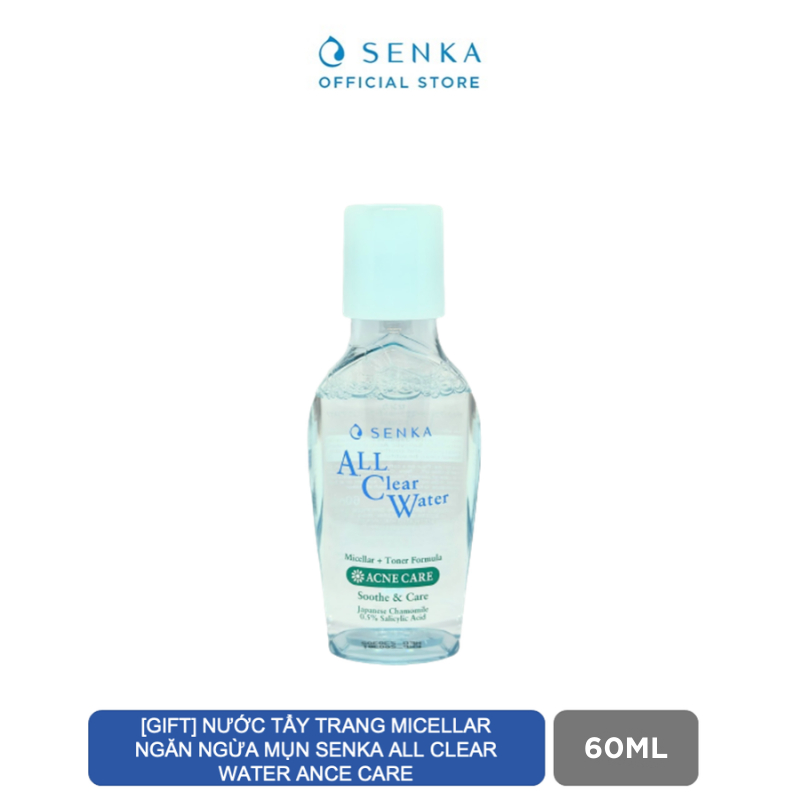 SENKA
OFFICIAL STORE
SENKA
ALL
Clear
Water
Micellar + Toner Formula
ACNE CARE
Soothe & Care
Japanese Chamomile
0.5% Salicylic Acid
[GIFT] NƯỚC TẨY TRANG MICELLAR
NGĂN NGỪA MỤN SENKA ALL CLEAR
WATER ANCE CARE
60ML